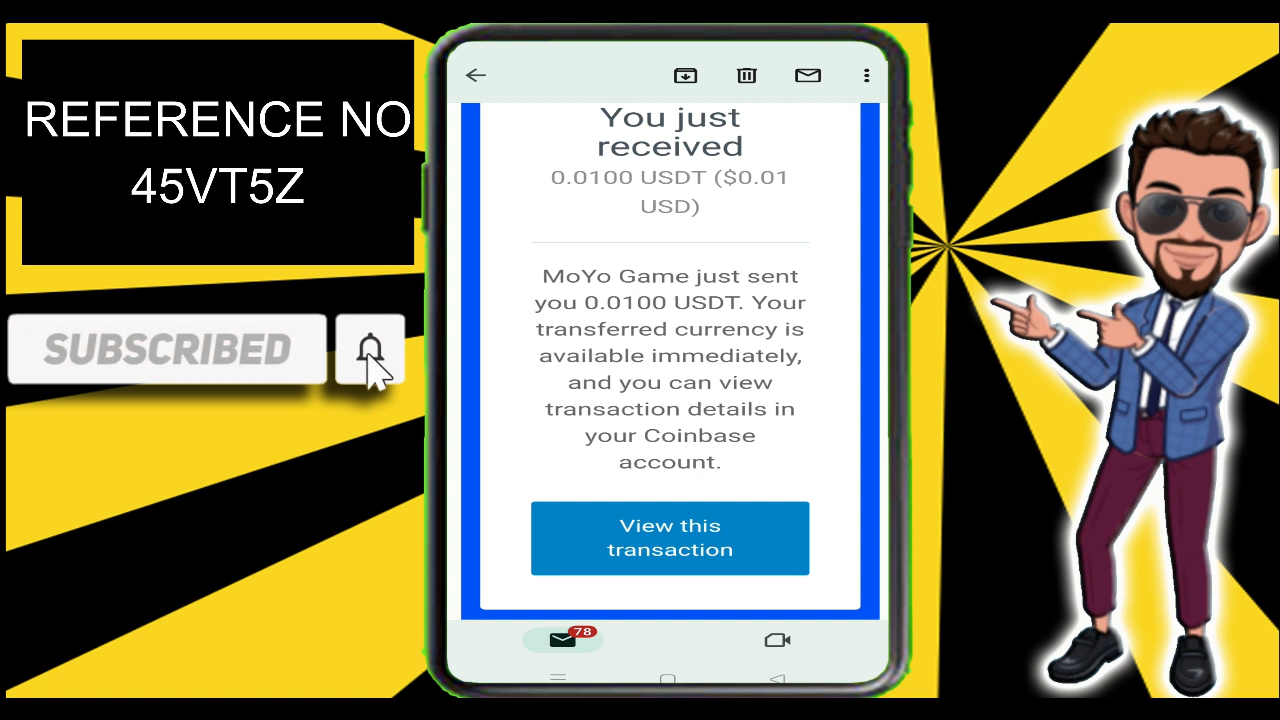 REFERENCE NO
45VT5Z
SUBSCRIBED
You just
received
0.0100 USDT ($0.01
USD)
MoYo Game just sent
you 0.0100 USDT. Your
transferred currency is
available immediately,
and you can view
transaction details in
your Coinbase
account.
View this
transaction
78